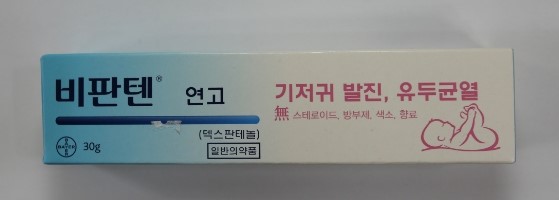 비판텐® 연고
(덱스판테놀)
일반의약품
BAYER
30g
기저귀 발진, 유두균열
無 스테로이드, 방부제, 색소, 향료